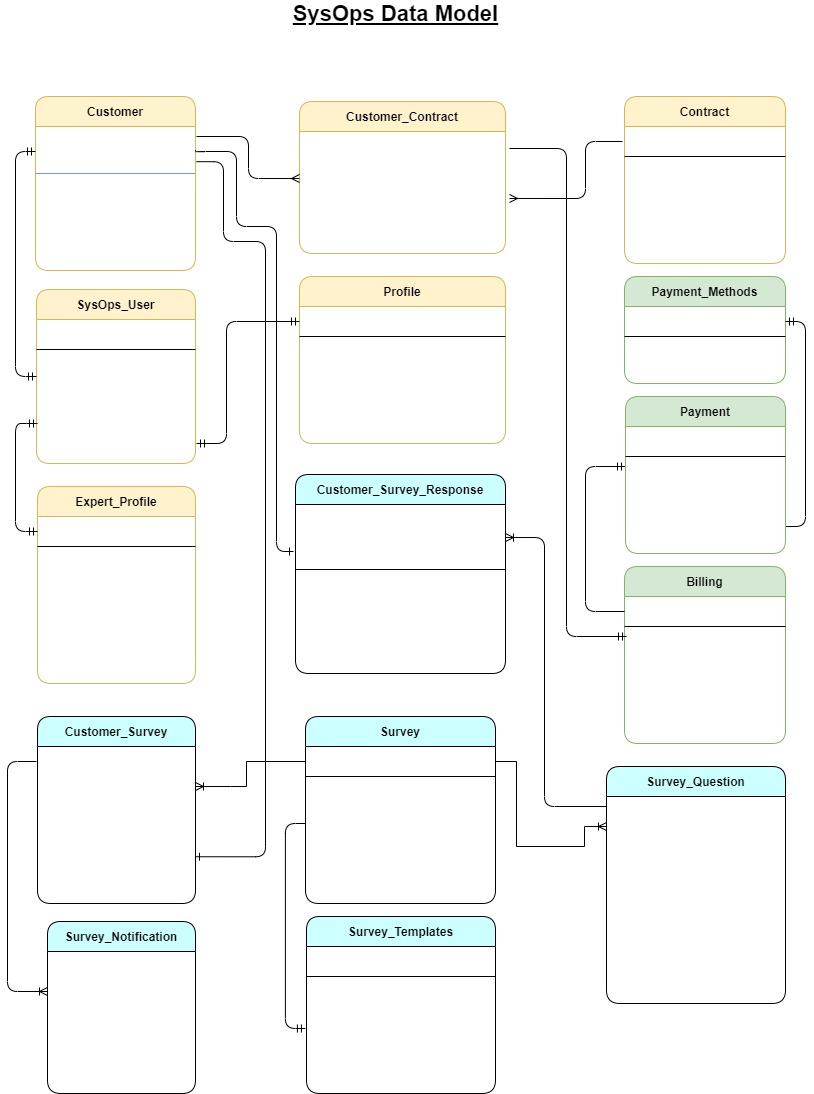 SysOps Data Model
Customer
Customer_Contract
Contract
SysOps_User
Profile
Payment_Methods
Payment
Expert_Profile
Customer_Survey_Response
Billing
Customer_Survey
Survey
Survey_Question
Survey_Notification
Survey_Templates